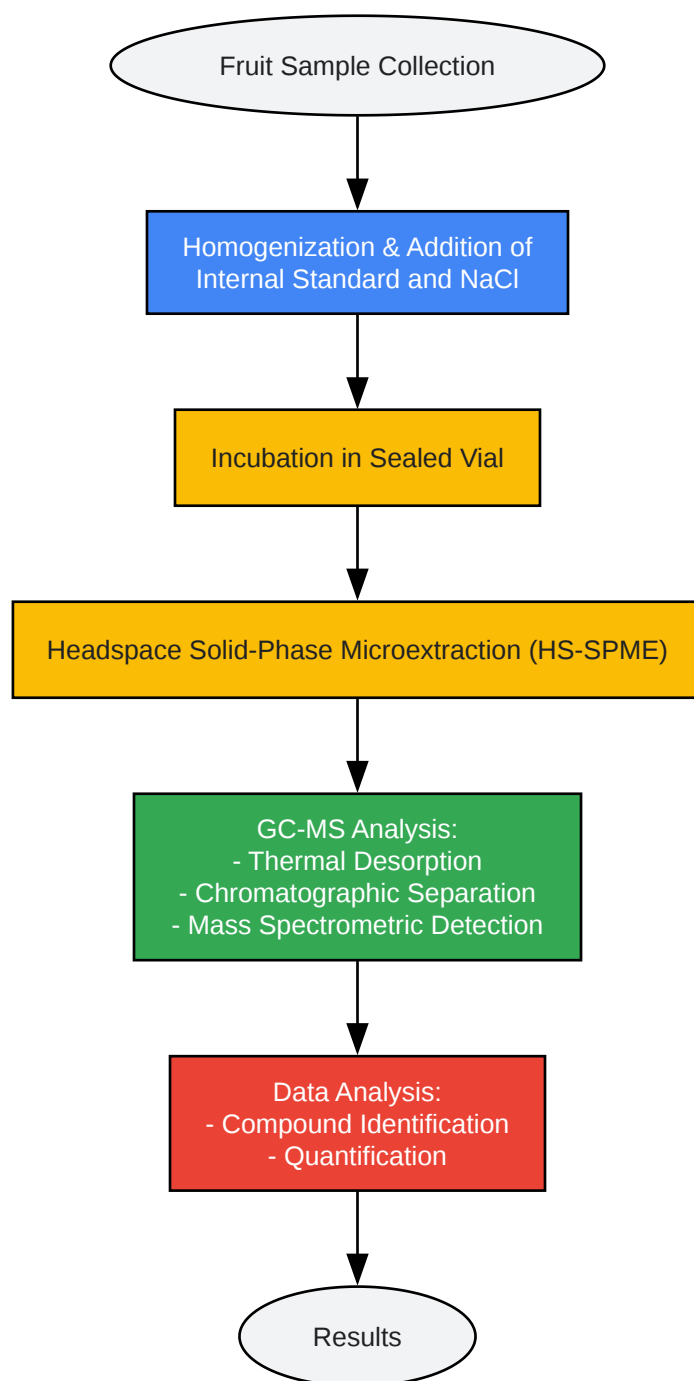 Fruit Sample Collection
Homogenization & Addition of
Internal Standard and NaCl
Incubation in Sealed Vial
Headspace Solid-Phase Microextraction (HS-SPME)
GC-MS Analysis:
- Thermal Desorption
- Chromatographic Separation
- Mass Spectrometric Detection
Data Analysis:
- Compound Identification
- Quantification
Results